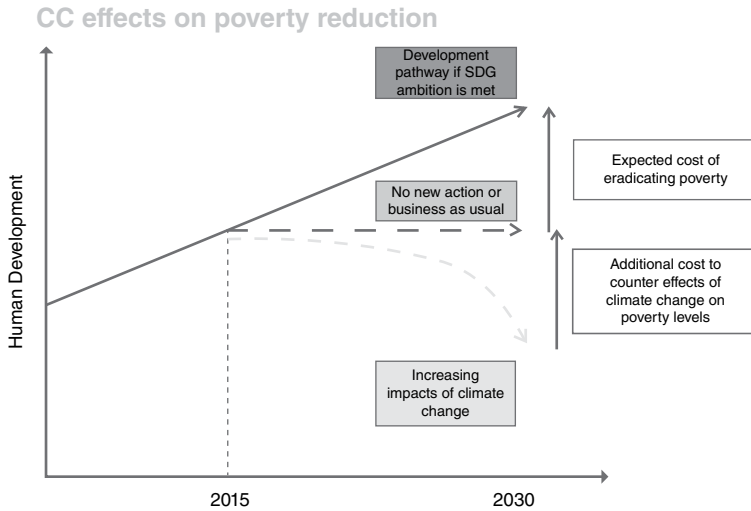 CC effects on poverty reduction
Development
pathway if SDG
ambition is met
Expected cost of
eradicating poverty
No new action or
business as usual
Human Development
Additional cost to
counter effects of
climate change on
poverty levels
Increasing
impacts of climate
change
2015
2030